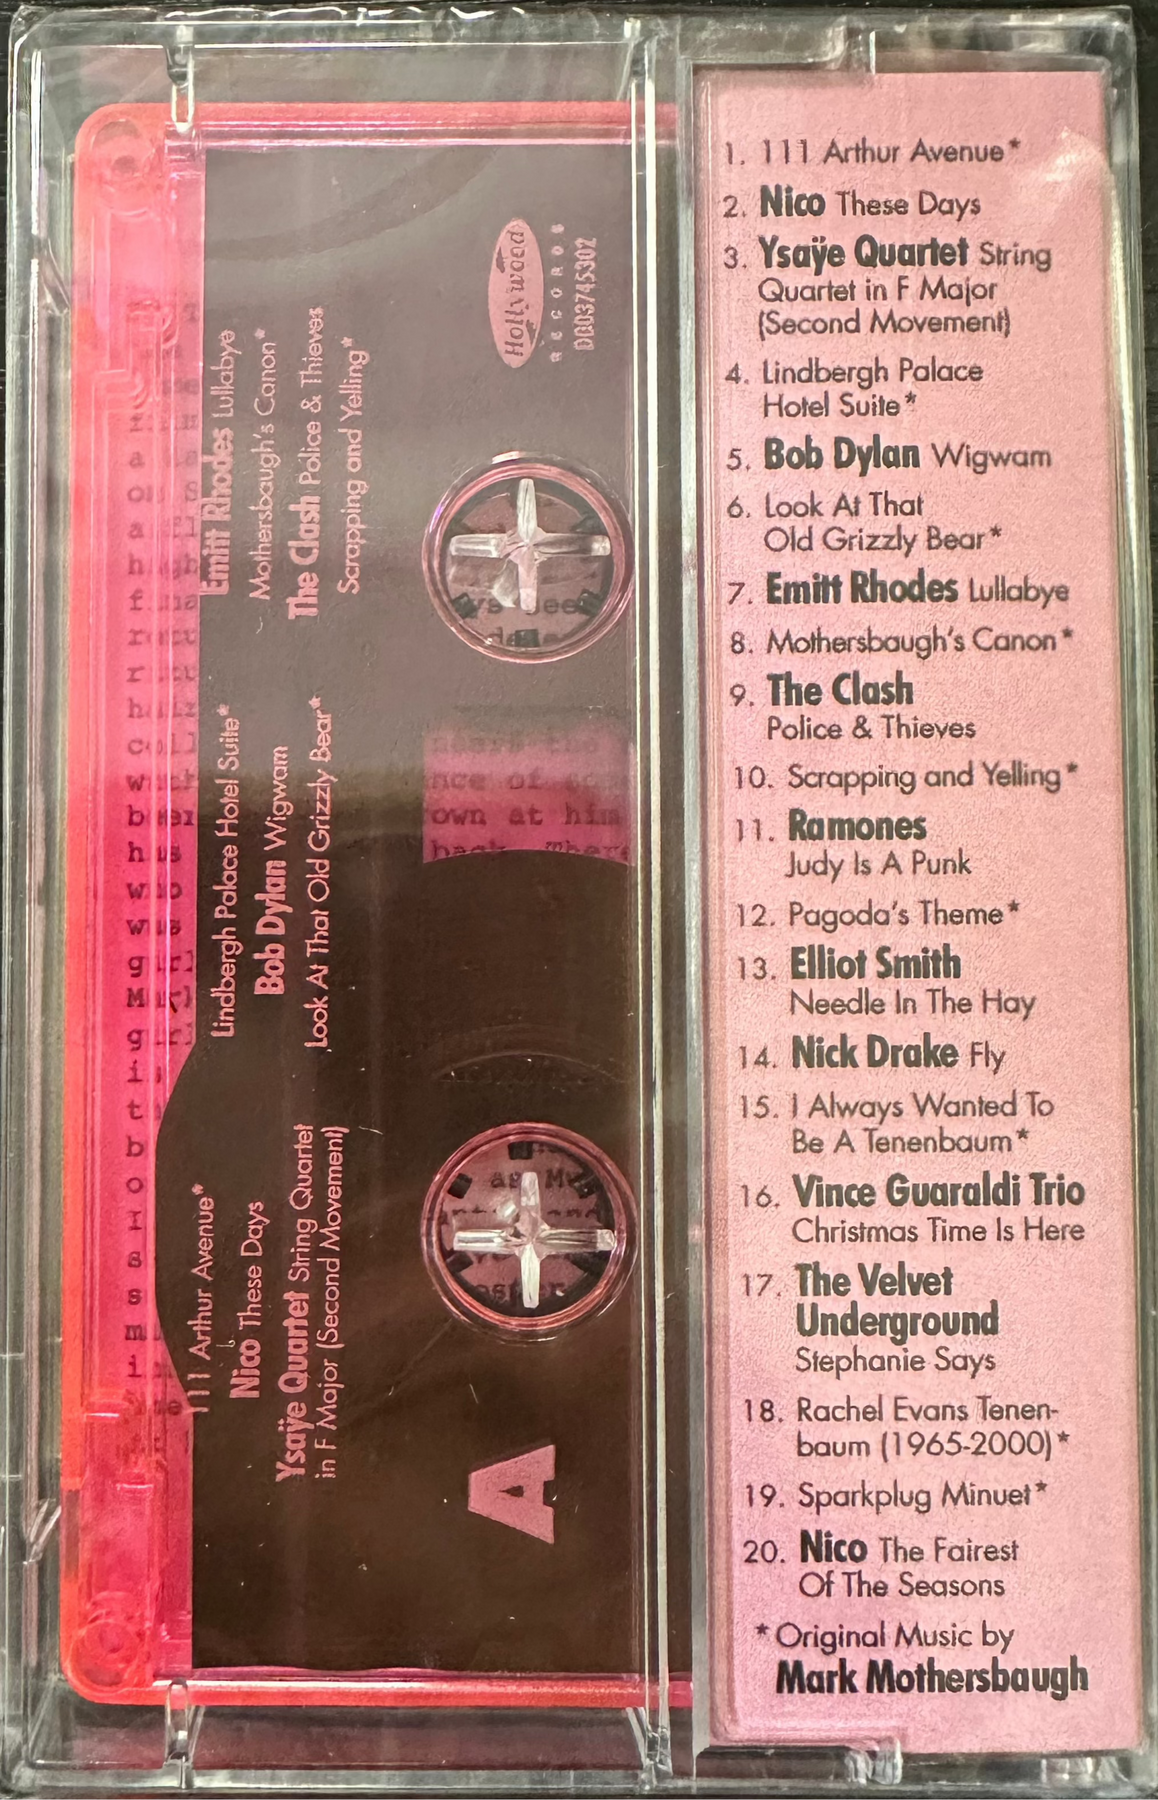 1. 111 Arthur Avenue*
2. Nico These Days
3. Ysaÿe Quartet String
Quartet in F Major
(Second Movement)
4. Lindbergh Palace
Hotel Suite*
5. Bob Dylan Wigwam
6. Look At That
Old Grizzly Bear*
7. Emitt Rhodes Lullabye
8. Mothersbaugh's Canon*
9. The Clash
Police & Thieves
10. Scrapping and Yelling*
11. Ramones
Judy Is A Punk
12. Pagoda's Theme*
13. Elliot Smith
Needle In The Hay
14. Nick Drake Fly
15. I Always Wanted To
Be A Tenenbaum*
16. Vince Guaraldi Trio
Christmas Time Is Here
17. The Velvet
Underground
Stephanie Says
18. Rachel Evans Tenen-
baum (1965-2000)*
19. Sparkplug Minuet*
20. Nico The Fairest
Of The Seasons
* Original Music by
Mark Mothersbaugh
111 Arthur Avenue*
Nico These Days
Ysaÿe Quartet String Quartet
in F Major (Second Movement)
Lindbergh Palace Hotel Suite*
Bob Dylan Wigwam
Look At That Old Grizzly Bear*
Emitt Rhodes Lullabye
Mothersbaugh's Canon*
The Clash Police & Thieves
Scrapping and Yelling*
A
Hollywood
RECORDS
D003745302
own at him